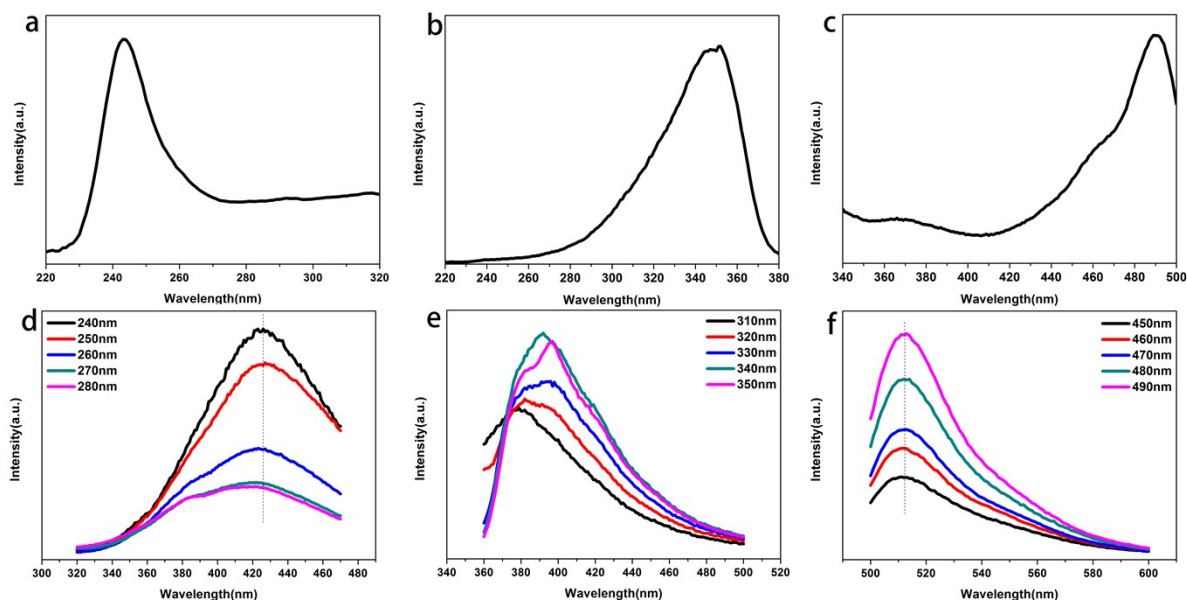 a
Intensity(a.u.)
220 240 260 280 300 320
Wavelength(nm)
b
Intensity(a.u.)
220 240 260 280 300 320 340 360 380
Wavelength(nm)
c
Intensity(a.u.)
340 360 380 400 420 440 460 480 500
Wavelength(nm)
d
240nm
250nm
260nm
270nm
280nm
Intensity(a.u.)
300 320 340 360 380 400 420 440 460 480
Wavelength(nm)
e
310nm
320nm
330nm
340nm
350nm
Intensity(a.u.)
340 360 380 400 420 440 460 480 500 520
Wavelength(nm)
f
450nm
460nm
470nm
480nm
490nm
Intensity(a.u.)
500 520 540 560 580 600
Wavelength(nm)